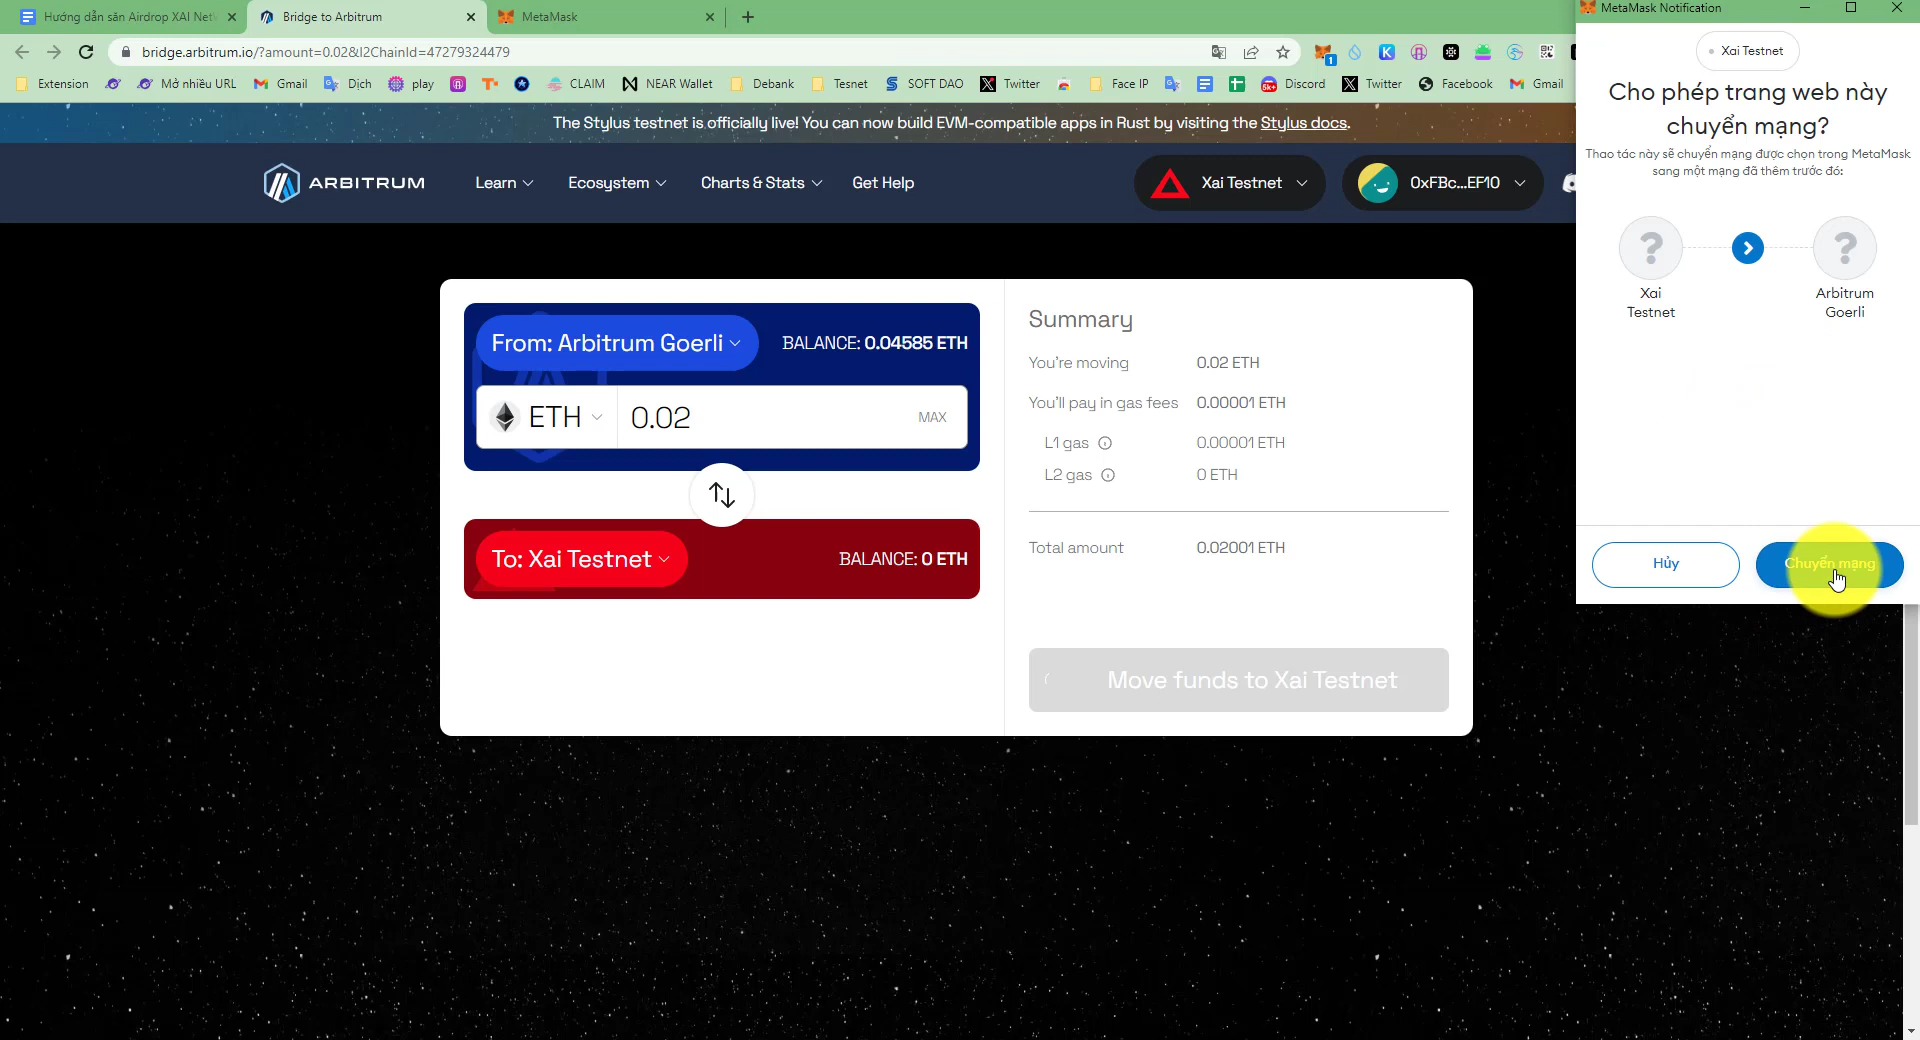 Hướng dẫn săn Airdrop XAI Net
Bridge to Arbitrum
MetaMask
bridge.arbitrum.io/?amount=0.02&l2ChainId=47279324479
1
Extension
Mở nhiều URL
Gmail
Dịch
play
CLAIM
NEAR Wallet
Debank
Tesnet
SOFT DAO
Twitter
Face IP
5k+
Discord
Twitter
Facebook
Gmail
The Stylus testnet is officially live! You can now build EVM-compatible apps in Rust by visiting the Stylus docs.
ARBITRUM
Learn
Ecosystem
Charts & Stats
Get Help
Xai Testnet
0xFBc...EF10
From: Arbitrum Goerli
BALANCE: 0.04585 ETH
ETH
0.02
MAX
To: Xai Testnet
BALANCE: 0 ETH
Summary
You're moving 0.02 ETH
You'll pay in gas fees 0.00001 ETH
L1 gas 0.00001 ETH
L2 gas 0 ETH
Total amount 0.02001 ETH
Move funds to Xai Testnet
MetaMask Notification
Xai Testnet
Cho phép trang web này
chuyển mạng?
Thao tác này sẽ chuyển mạng được chọn trong MetaMask
sang một mạng đã thêm trước đó:
Xai
Testnet
Arbitrum
Goerli
Hủy
Chuyển mạng